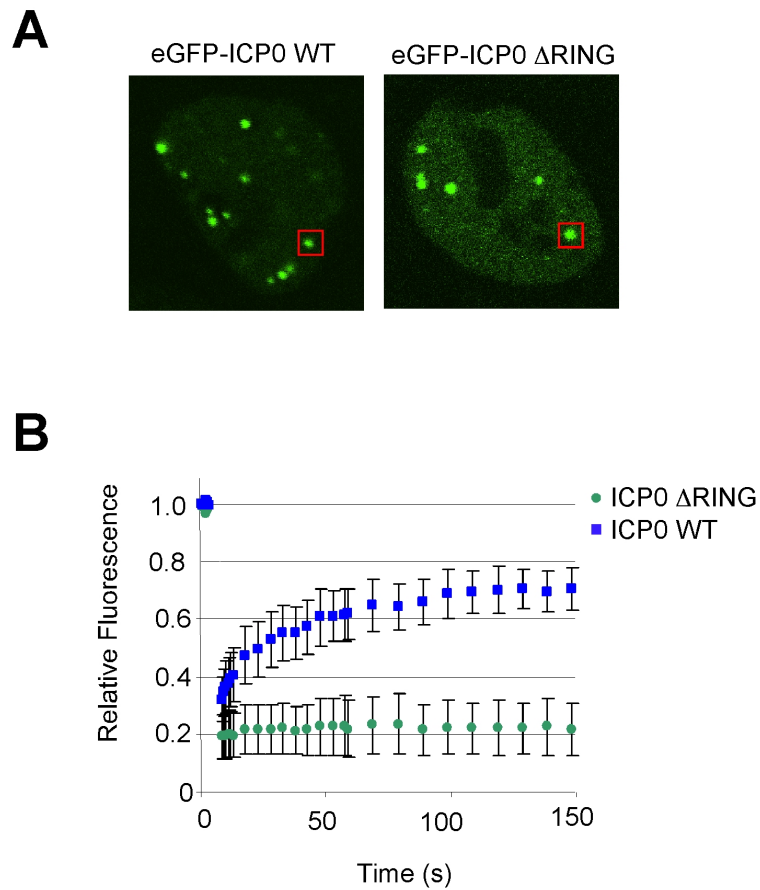 A
eGFP-ICP0 WT
eGFP-ICP0 ΔRING
B
Relative Fluorescence
1.0
0.8
0.6
0.4
0.2
0
0
50
100
150
Time (s)
ICP0 ΔRING
ICP0 WT